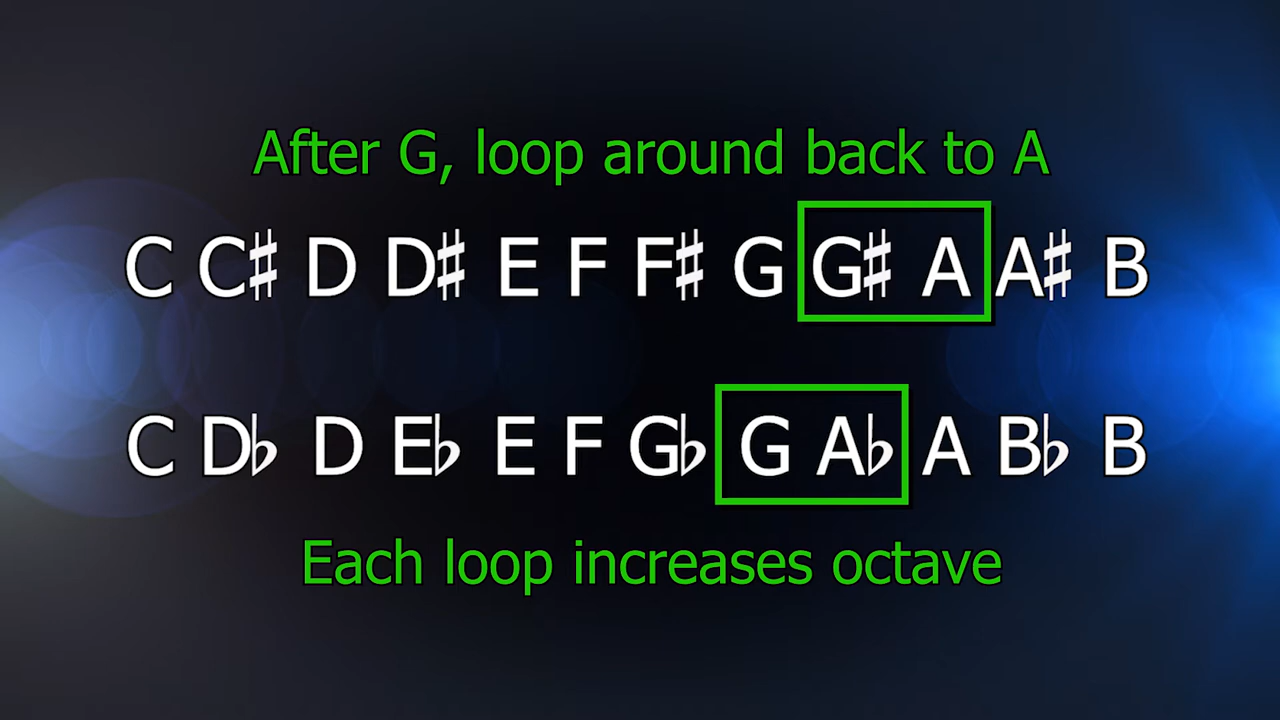 After G, loop around back to A
C C♯ D D♯ E F F♯ G G♯ A A♯ B
C D♭ D E♭ E F G♭ G A♭ A B♭ B
Each loop increases octave